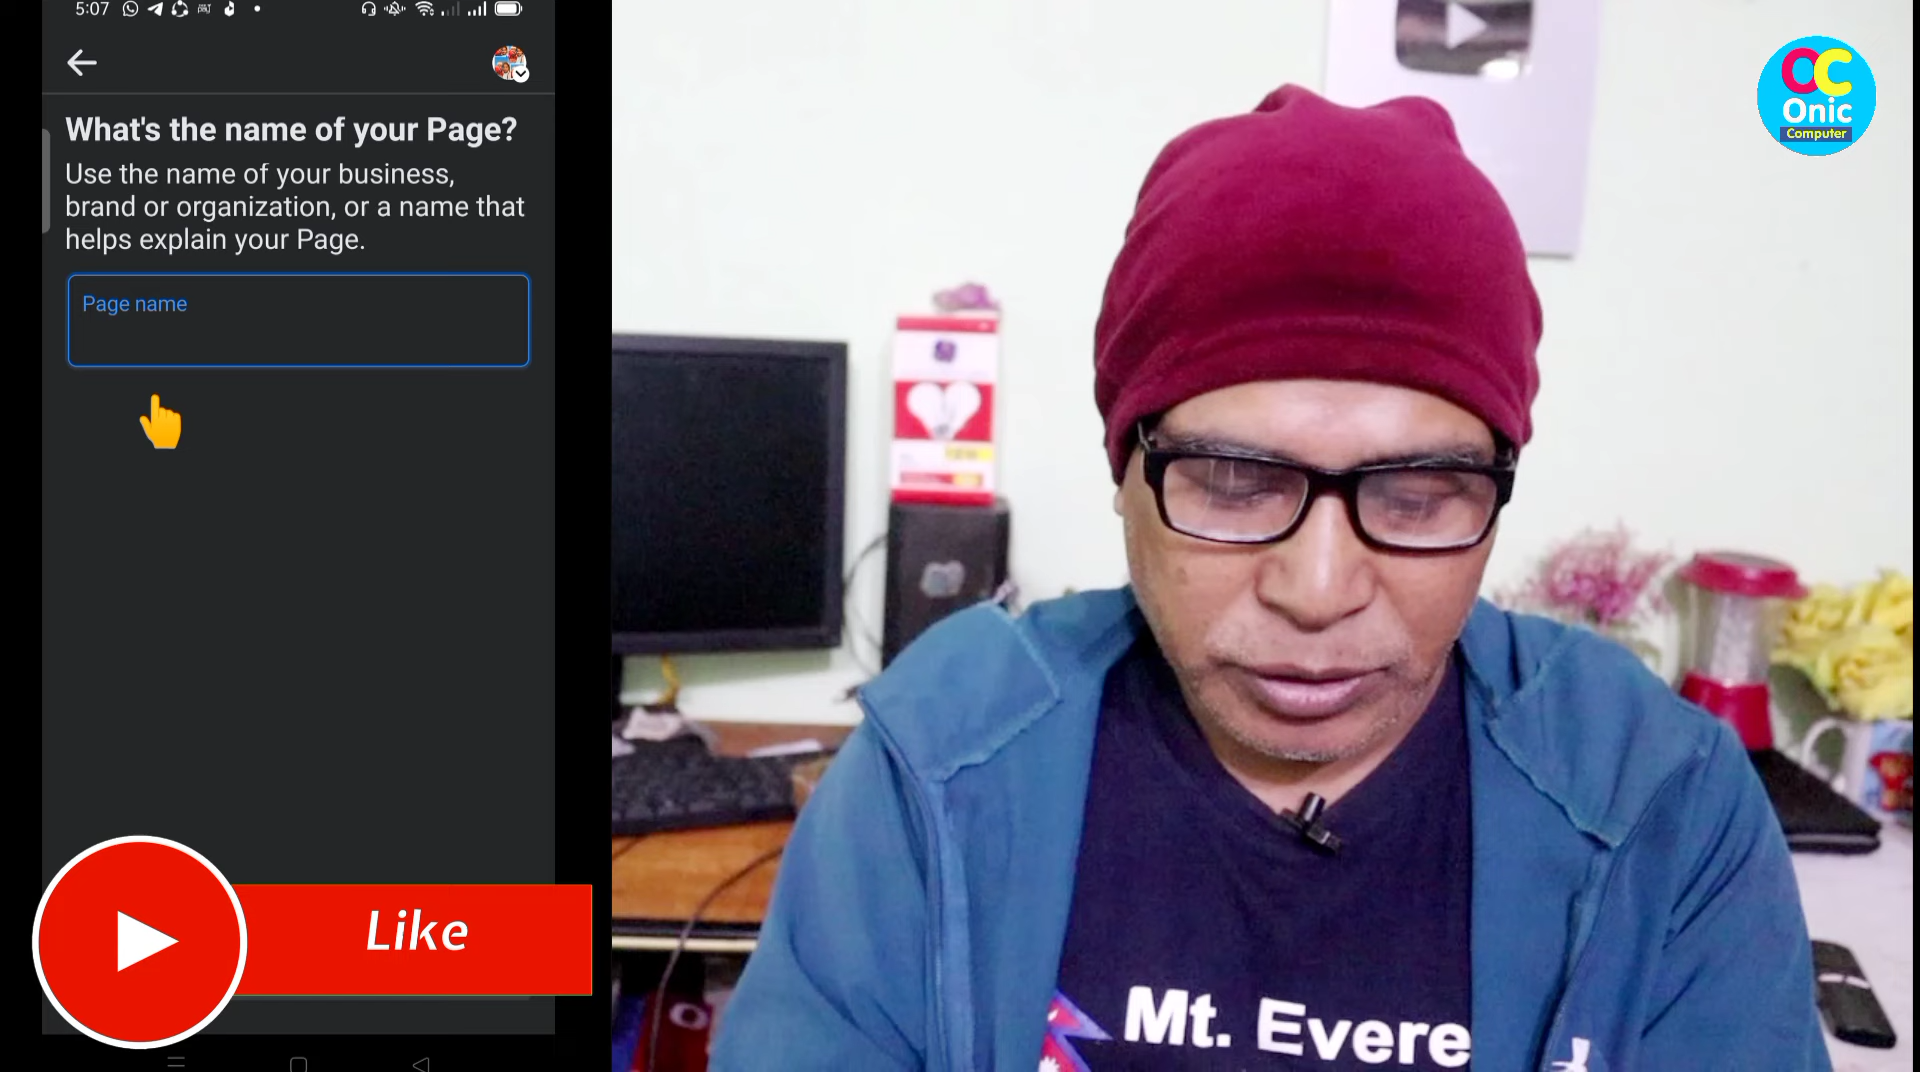 5:07
What's the name of your Page?
Use the name of your business,
brand or organization, or a name that
helps explain your Page.
Page name
Like
OC
Onic
Computer
Mt. Evere